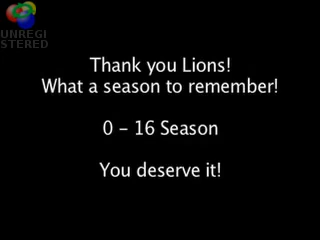 UNREGI
STERED
Thank you Lions!
What a season to remember!
0 - 16 Season
You deserve it!